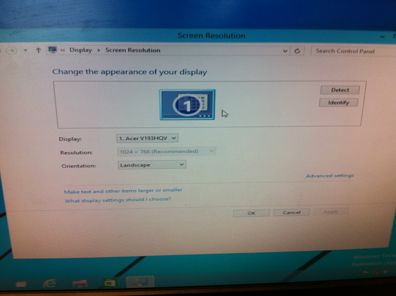 Screen Resolution
Display › Screen Resolution
Search Control Panel
Change the appearance of your display
Detect
Identify
1
Display: 1. Acer V193HQV
Resolution: 1024 × 768 (Recommended)
Orientation: Landscape
Advanced settings
Make text and other items larger or smaller
What display settings should I choose?
OK Cancel Apply